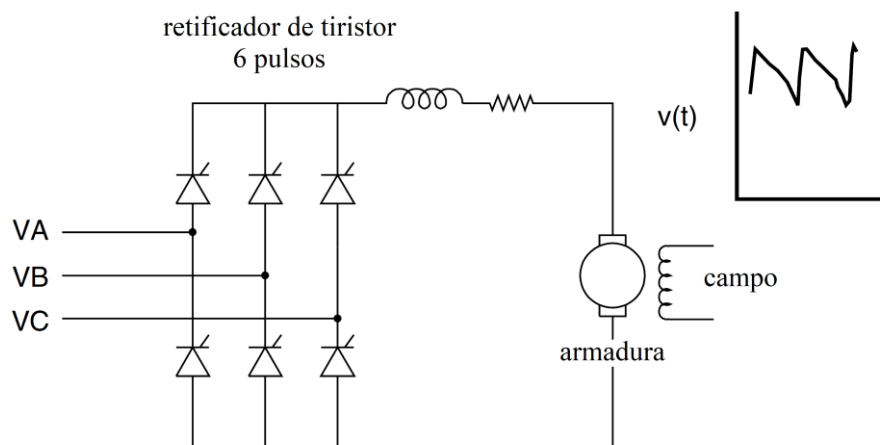 retificador de tiristor
6 pulsos
v(t)
VA
VB
VC
campo
armadura